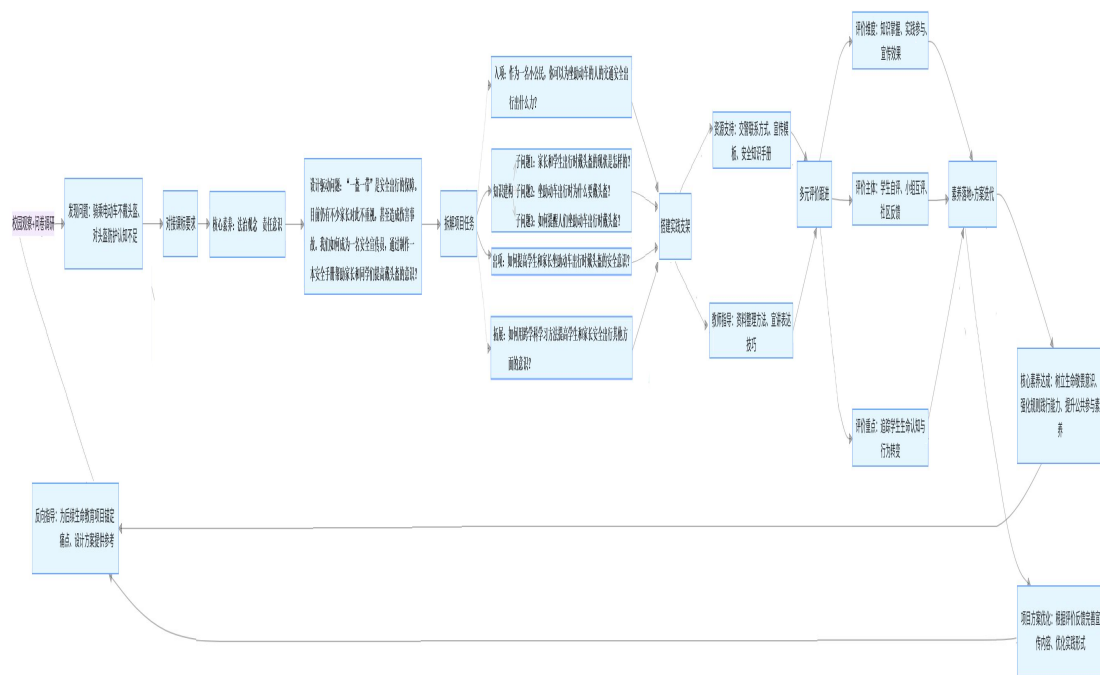 校园观察+问卷调研
发现问题：骑乘电动车不戴头盔、
对头盔防护认知不足
对接课标要求
核心素养：法治观念 责任意识
设计驱动问题：“一盔一带”是安全出行的保障。
目前仍有不少家长对此不重视，甚至造成伤害事
故。我们如何成为一名安全宣传员，通过制作一
本安全手册帮助家长和同学们提高戴头盔的意识？
拆解项目任务
入项：作为一名小公民，你可以为坐助动车的人的交通安全出
行出什么力？
知识建构
子问题1：家长和学生出行时戴头盔的现状是怎样的？
子问题2：坐助动车出行时为什么要戴头盔？
子问题3：如何提醒人们坐助动车出行时戴头盔？
出项：如何提高学生和家长坐助动车出行时戴头盔的安全意识？
拓展：如何用跨学科学习方法提高学生和家长安全出行其他方
面的意识？
搭建实践支架
资源支持：交警联系方式、宣传模
板、安全知识手册
教师指导：资料整理方法、宣讲表达
技巧
多元评价跟进
评价维度：知识掌握、实践参与、
宣传效果
评价主体：学生自评、小组互评、
社区反馈
评价重点：追踪学生生命认知与
行为转变
素养落地+方案迭代
核心素养达成：树立生命敬畏意识、
强化规则践行能力、提升公共参与素
养
项目方案优化：根据评价反馈完善宣
传内容、优化实践形式
反向指导：为后续生命教育项目锚定
痛点、设计方案提供参考